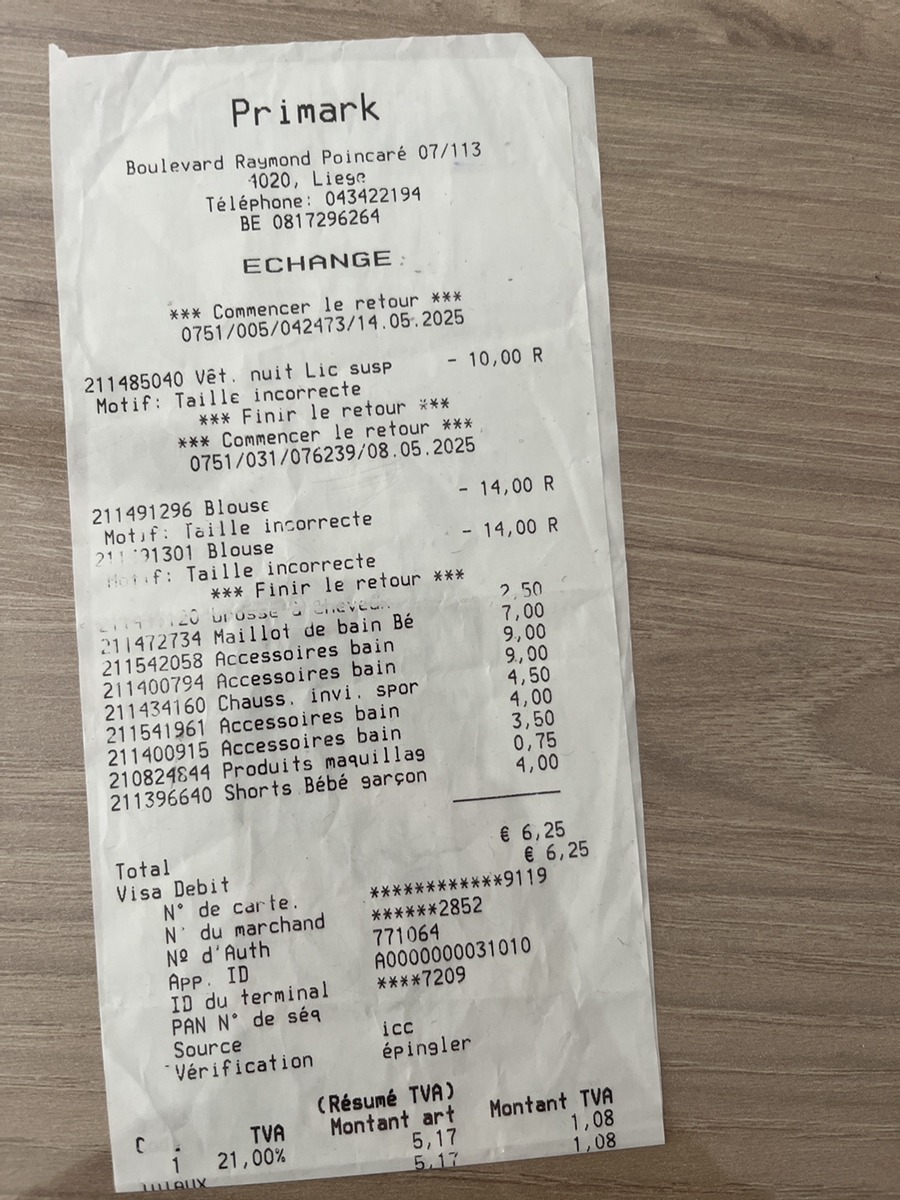 Primark
Boulevard Raymond Poincaré 07/113
4020, Liege
Téléphone: 043422194
BE 0817296264
ECHANGE
*** Commencer le retour ***
0751/005/042473/14.05.2025
211485040 Vêt. nuit Lic susp - 10,00 R
Motif: Taille incorrecte
*** Finir le retour ***
*** Commencer le retour ***
0751/031/076239/08.05.2025
211491296 Blouse - 14,00 R
Motif: Taille incorrecte
Blouse - 14,00 R
Motif: Taille incorrecte
*** Finir le retour ***
brosse à cheveux 2,50
211472734 Maillot de bain Bé 7,00
211542058 Accessoires bain 9,00
211400794 Accessoires bain 9,00
211434160 Chauss. invi. spor 4,50
211541961 Accessoires bain 4,00
211400915 Accessoires bain 3,50
210824844 Produits maquillag 0,75
211396640 Shorts Bébé garçon 4,00
Total € 6,25
Visa Debit € 6,25
N° de carte. ************9119
N° du marchand ******2852
Nº d'Auth 771064
App. ID A0000000031010
ID du terminal ****7209
PAN N° de séq
Source icc
Vérification épingler
(Résumé TVA)
C TVA Montant art Montant TVA
1 21,00% 5,17 1,08
5,17 1,08